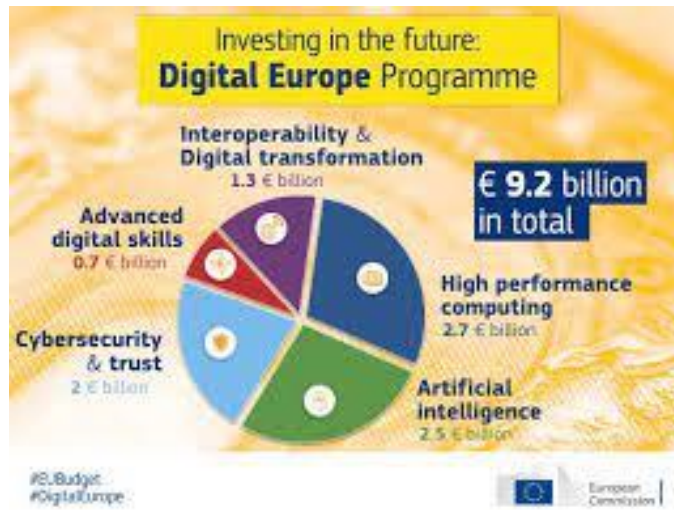 Investing in the future:
Digital Europe Programme
Interoperability &
Digital transformation
1.3 € billion
€ 9.2 billion
in total
Advanced
digital skills
0.7 € billion
High performance
computing
2.7 € billion
Cybersecurity
& trust
2 € billion
Artificial
intelligence
2.5 € billion
#EUBudget
#DigitalEurope
European
Commission